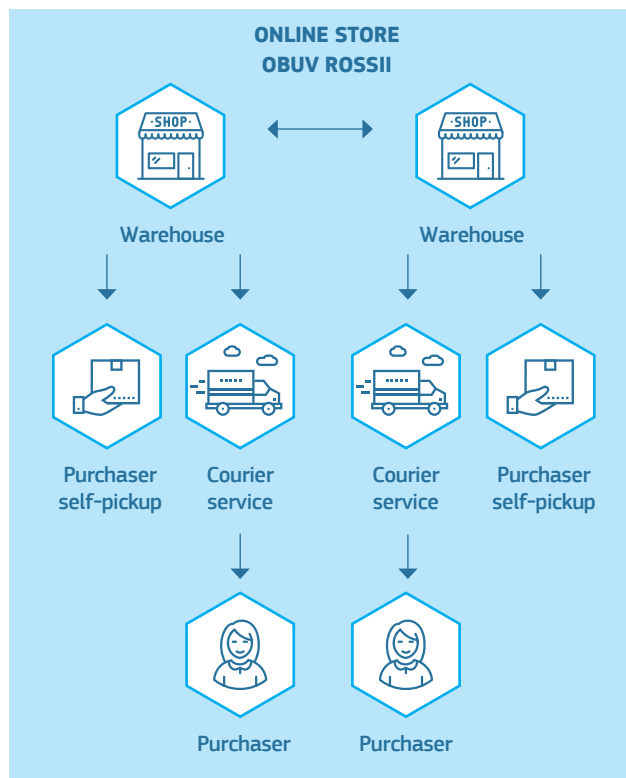 ONLINE STORE
OBUV ROSSII
·SHOP·
·SHOP·
Warehouse
Warehouse
Purchaser
self-pickup
Courier
service
Courier
service
Purchaser
self-pickup
Purchaser
Purchaser